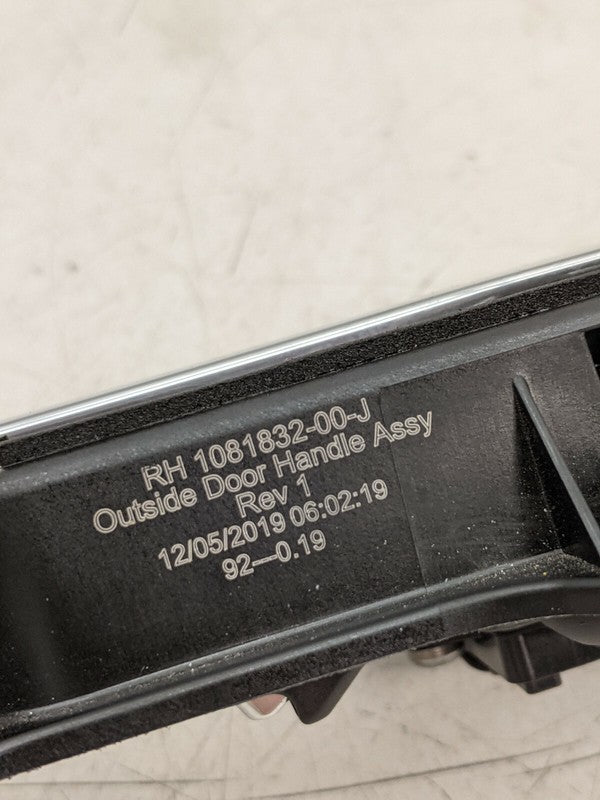 RH 1081832-00-J
Outside Door Handle Assy
Rev 1
12/05/2019 06:02:19
92—0.19